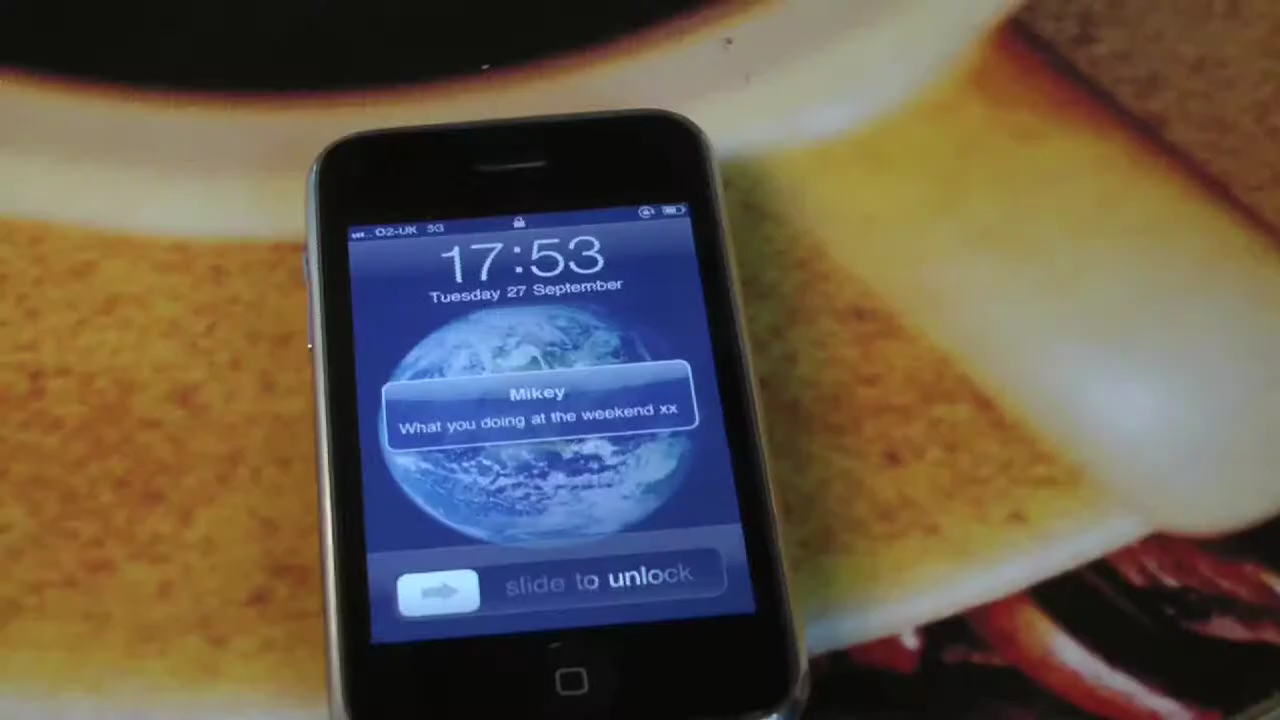 O2-UK 3G
17:53
Tuesday 27 September
Mikey
What you doing at the weekend xx
slide to unlock